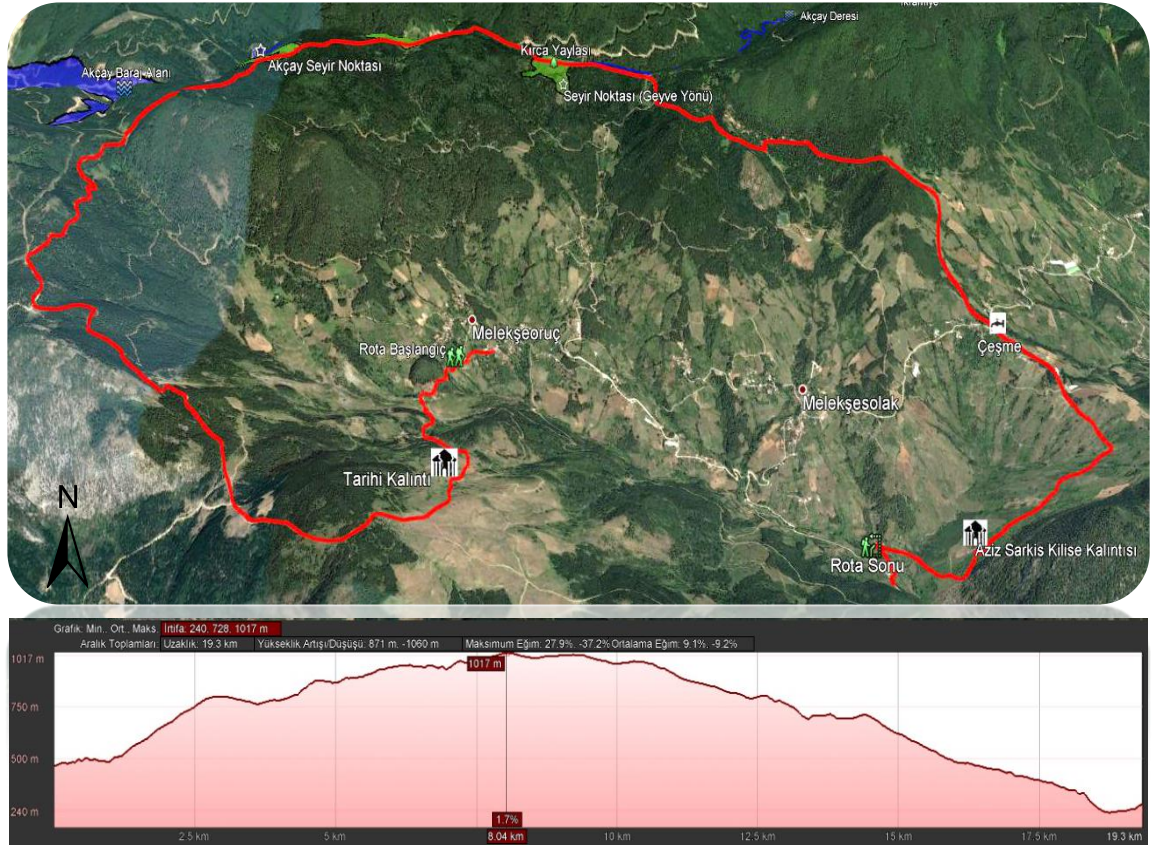 İkramiye
Akçay Deresi
Kırca Yaylası
Akçay Seyir Noktası
Akçay Baraj Alanı
Seyir Noktası (Geyve Yönü)
Melekşeoruç
Rota Başlangıç
Çeşme
Melekşesolak
Tarihi Kalıntı
N
Aziz Sarkis Kilise Kalıntısı
Rota Sonu
Grafik: Min., Ort., Maks. İrtifa: 240, 728, 1017 m
Aralık Toplamları: Uzaklık: 19.3 km Yükseklik Artışı/Düşüşü: 871 m, -1060 m Maksimum Eğim: 27.9%, -37.2% Ortalama Eğim: 9.1%, -9.2%
1017 m
1017 m
750 m
500 m
240 m
1.7%
2.5 km 5 km 8.04 km 10 km 12.5 km 15 km 17.5 km 19.3 km